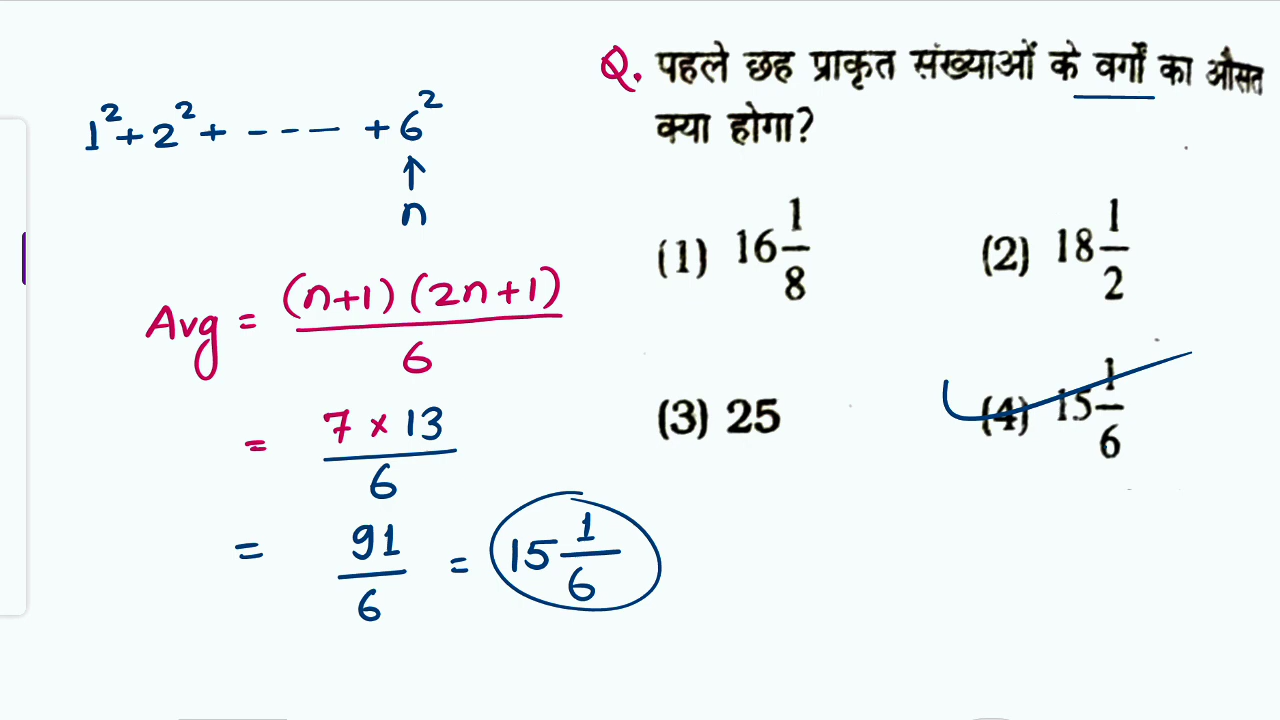 Q. पहले छह प्राकृत संख्याओं के वर्गों का औसत
क्या होगा?
(1) 16 1/8
(2) 18 1/2
(3) 25
(4) 15 1/6
1² + 2² + - - - - + 6²
↑
n
Avg = (n+1) (2n+1) / 6
= 7 × 13 / 6
= 91/6 = 15 1/6